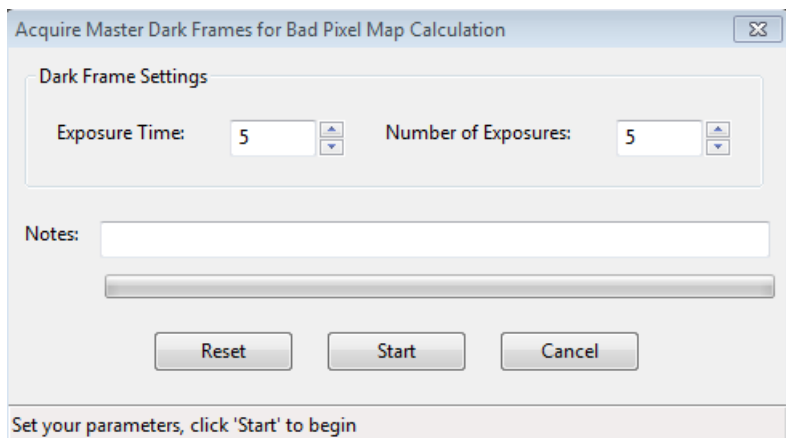 Acquire Master Dark Frames for Bad Pixel Map Calculation
Dark Frame Settings
Exposure Time: 5 Number of Exposures: 5
Notes:
Reset Start Cancel
Set your parameters, click 'Start' to begin